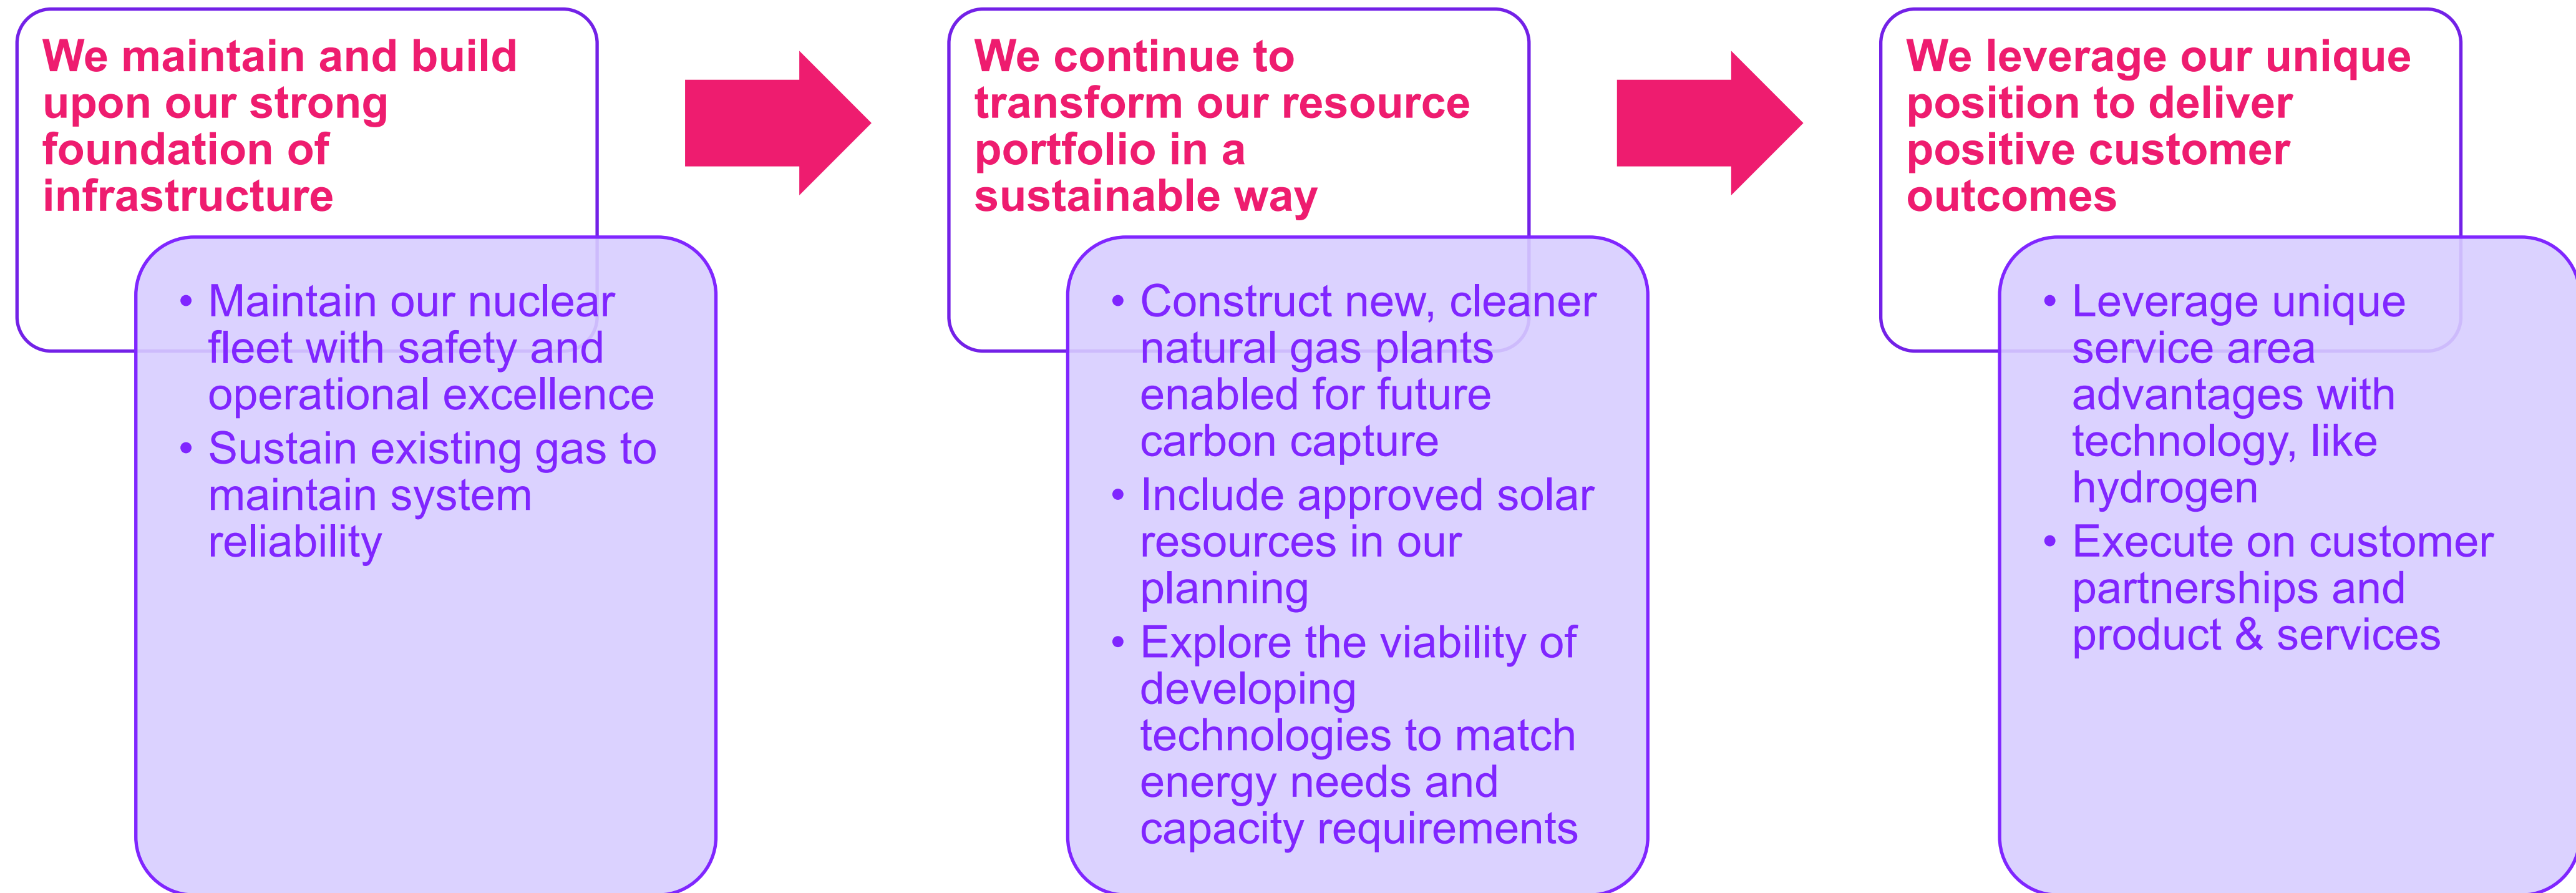 We maintain and build
upon our strong
foundation of
infrastructure
• Maintain our nuclear
fleet with safety and
operational excellence
• Sustain existing gas to
maintain system
reliability
We continue to
transform our resource
portfolio in a
sustainable way
• Construct new, cleaner
natural gas plants
enabled for future
carbon capture
• Include approved solar
resources in our
planning
• Explore the viability of
developing
technologies to match
energy needs and
capacity requirements
We leverage our unique
position to deliver
positive customer
outcomes
• Leverage unique
service area
advantages with
technology, like
hydrogen
• Execute on customer
partnerships and
product & services